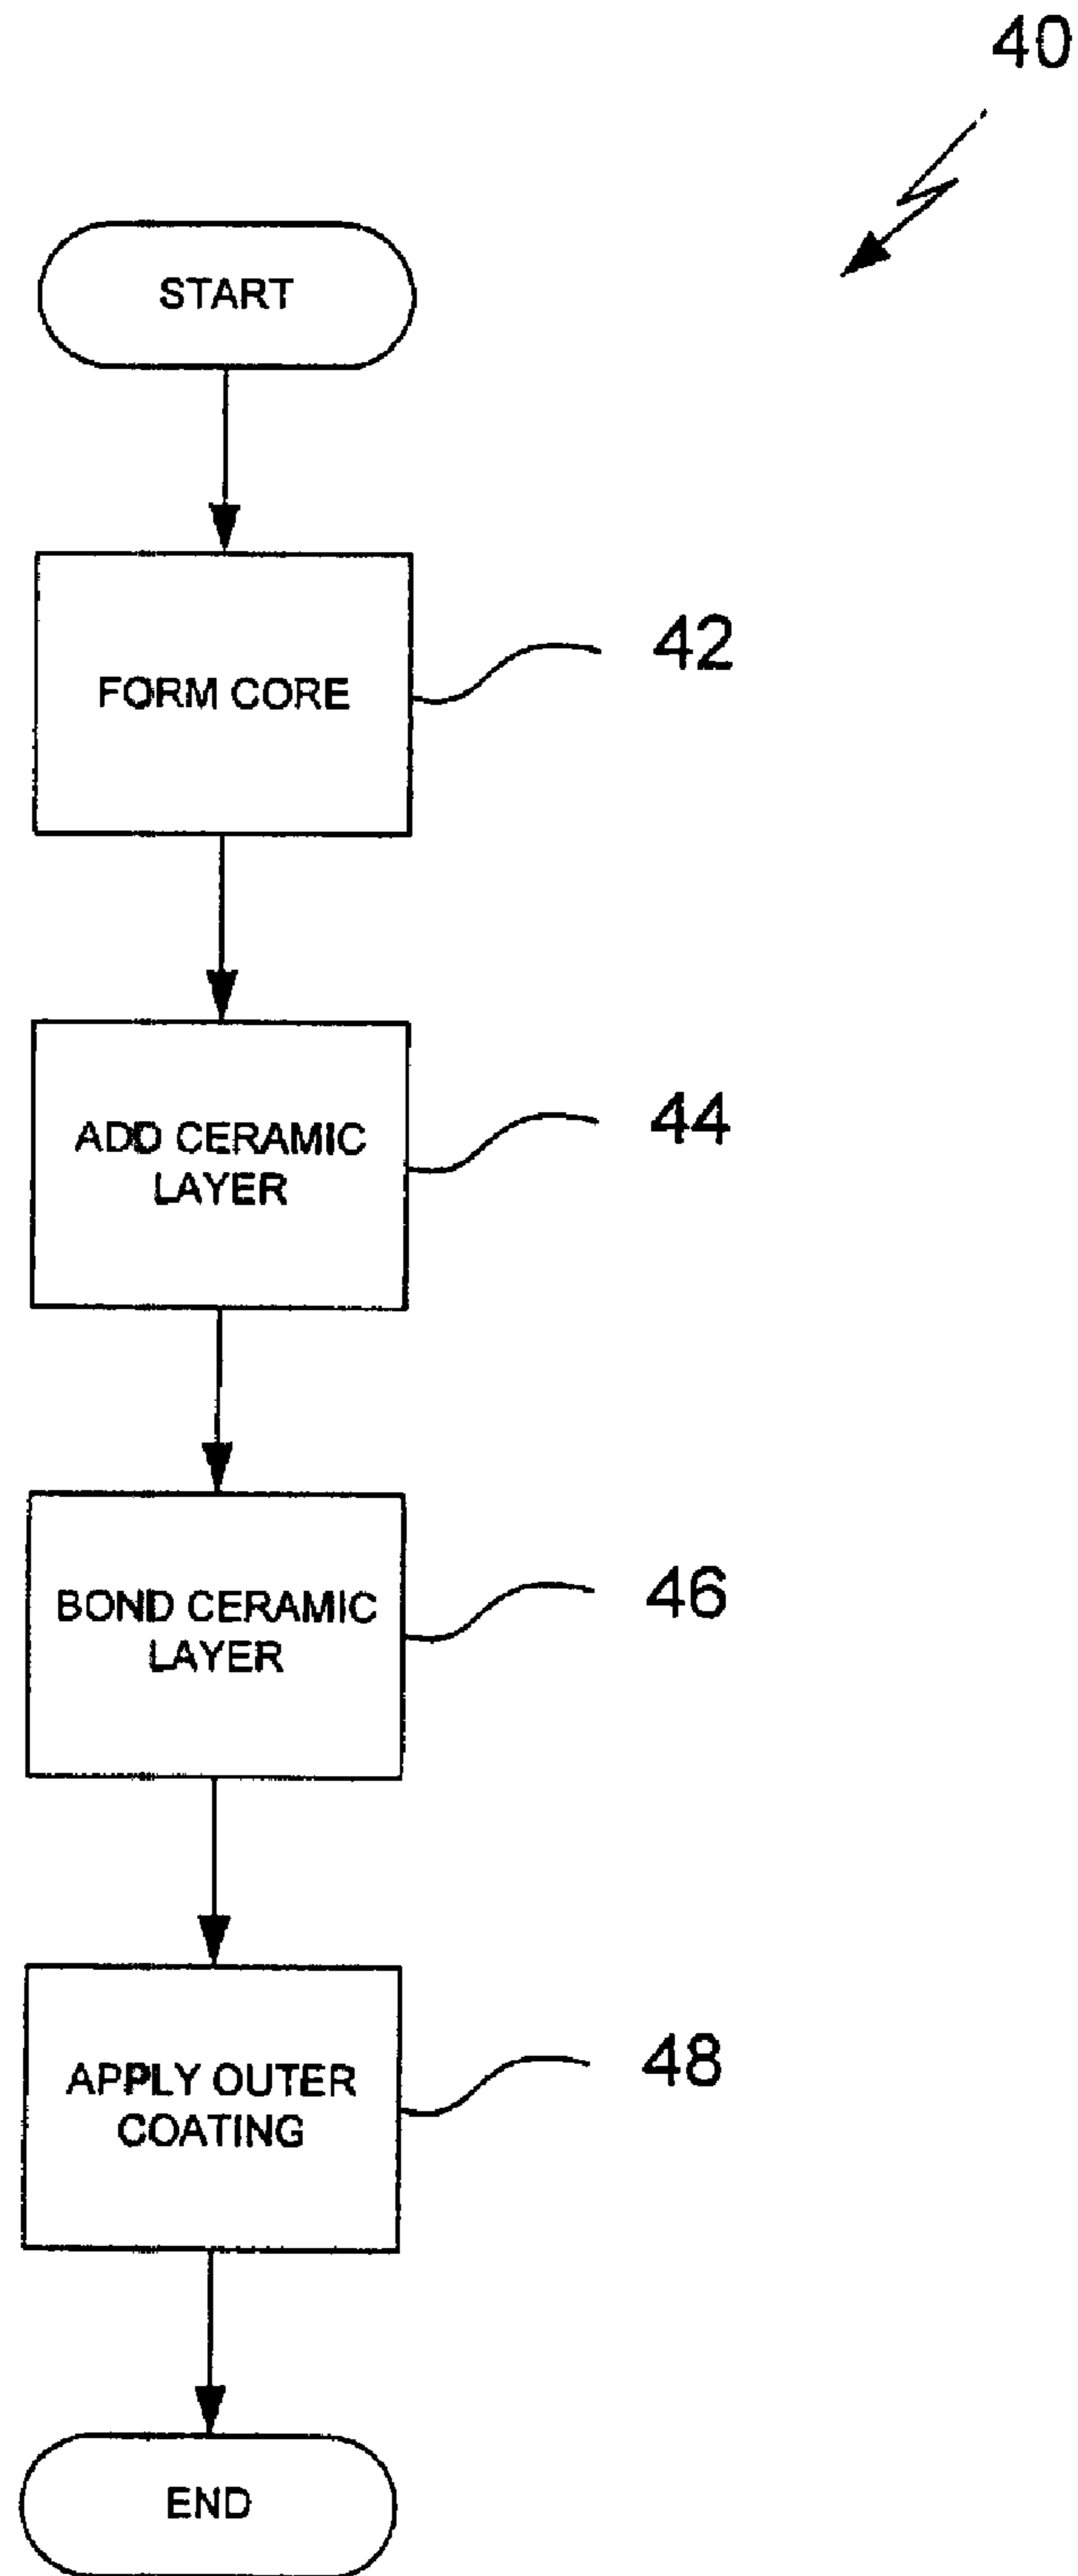 40
START
FORM CORE
42
ADD CERAMIC
LAYER
44
BOND CERAMIC
LAYER
46
APPLY OUTER
COATING
48
END